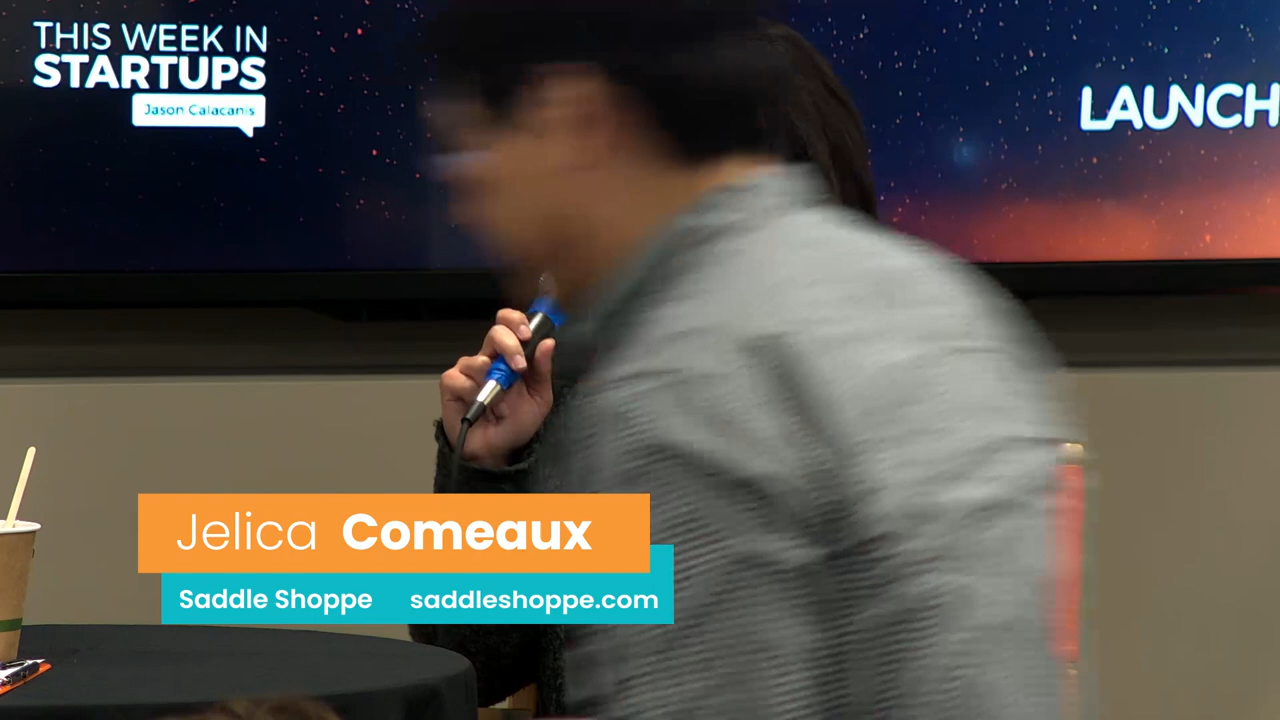 THIS WEEK IN
STARTUPS
Jason Calacanis
LAUNCH
Jelica Comeaux
Saddle Shoppe saddleshoppe.com